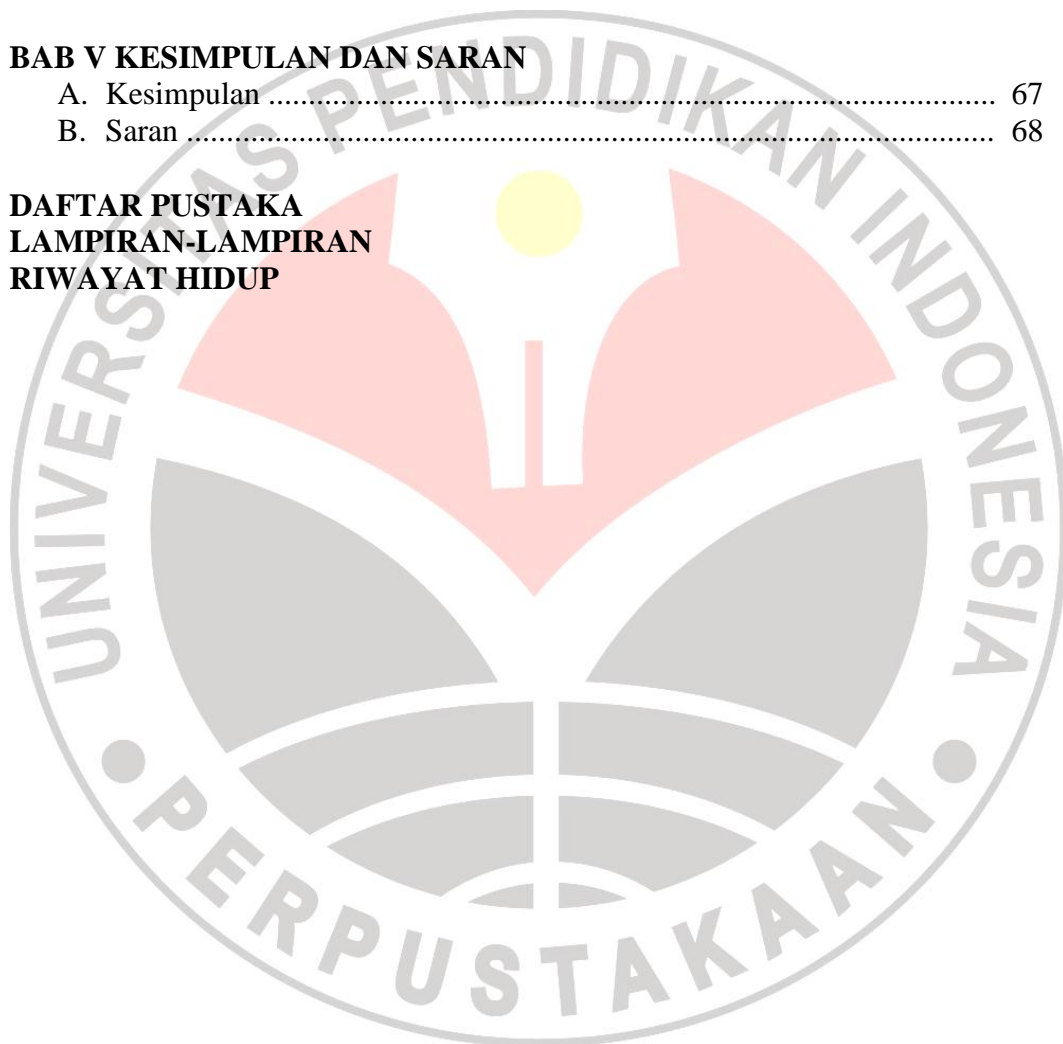 BAB V KESIMPULAN DAN SARAN
A. Kesimpulan ........................................................................................ 67
B. Saran .................................................................................................. 68
DAFTAR PUSTAKA
LAMPIRAN-LAMPIRAN
RIWAYAT HIDUP
UNIVERSITAS PENDIDIKAN INDONESIA
PERPUSTAKAAN